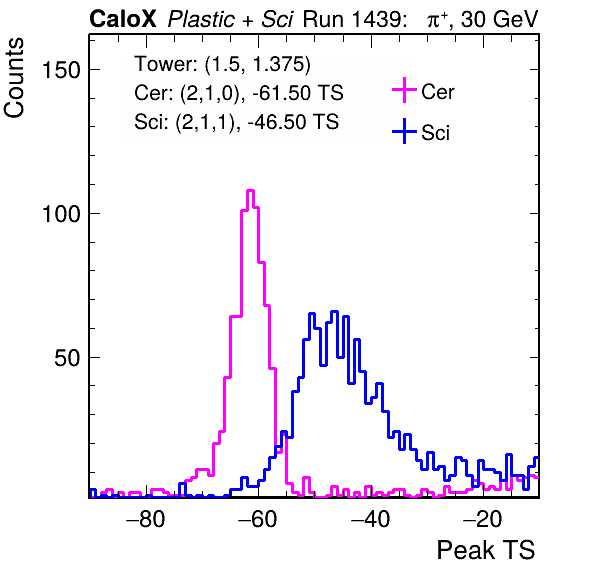 CaloX Plastic + Sci Run 1439: π⁺, 30 GeV
Counts
Tower: (1.5, 1.375)
Cer: (2,1,0), -61.50 TS
Sci: (2,1,1), -46.50 TS
Cer
Sci
150
100
50
−80 −60 −40 −20
Peak TS